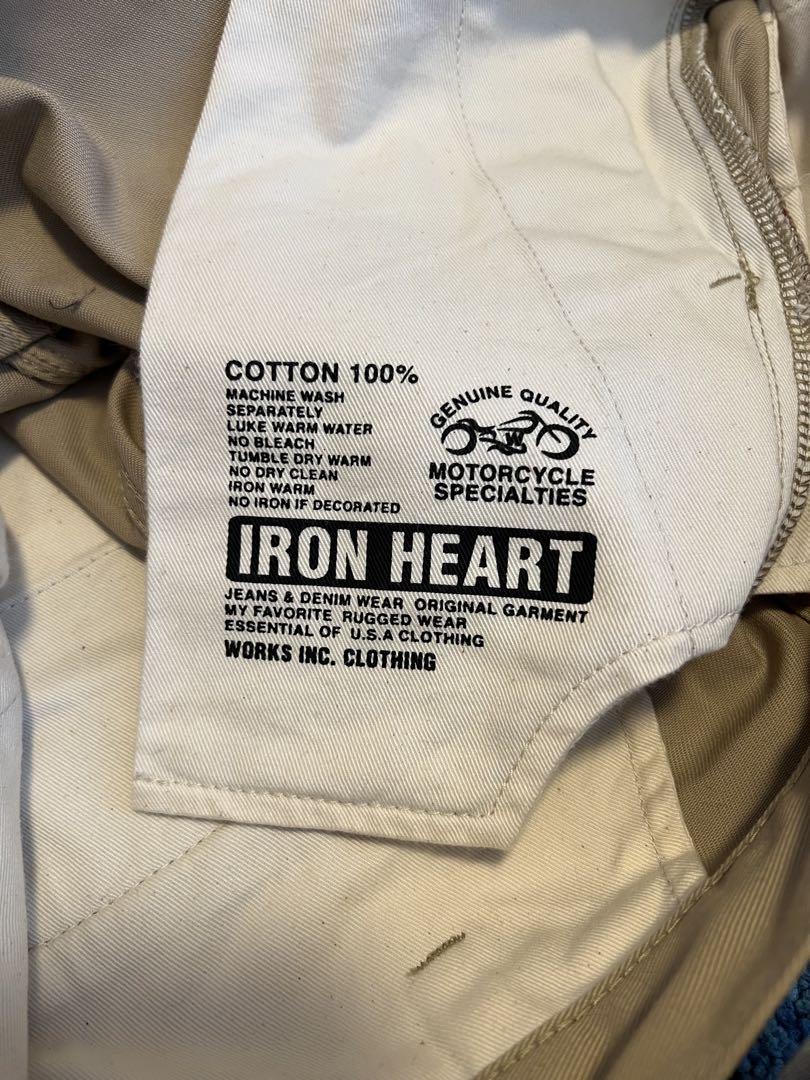 COTTON 100%
MACHINE WASH
SEPARATELY
LUKE WARM WATER
NO BLEACH
TUMBLE DRY WARM
NO DRY CLEAN
IRON WARM
NO IRON IF DECORATED
GENUINE QUALITY
W
MOTORCYCLE
SPECIALTIES
IRON HEART
JEANS & DENIM WEAR ORIGINAL GARMENT
MY FAVORITE RUGGED WEAR
ESSENTIAL OF U.S.A CLOTHING
WORKS INC. CLOTHING